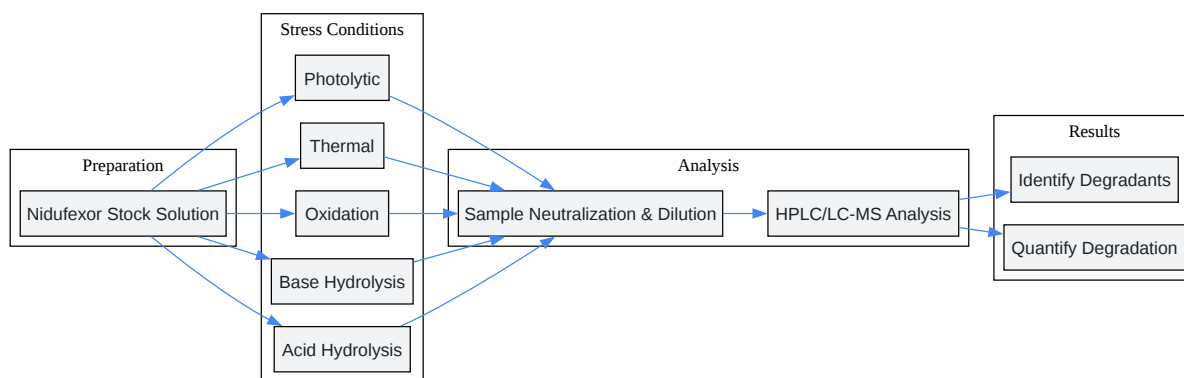 Preparation
Nidufexor Stock Solution
Stress Conditions
Photolytic
Thermal
Oxidation
Base Hydrolysis
Acid Hydrolysis
Analysis
Sample Neutralization & Dilution
HPLC/LC-MS Analysis
Results
Identify Degradants
Quantify Degradation